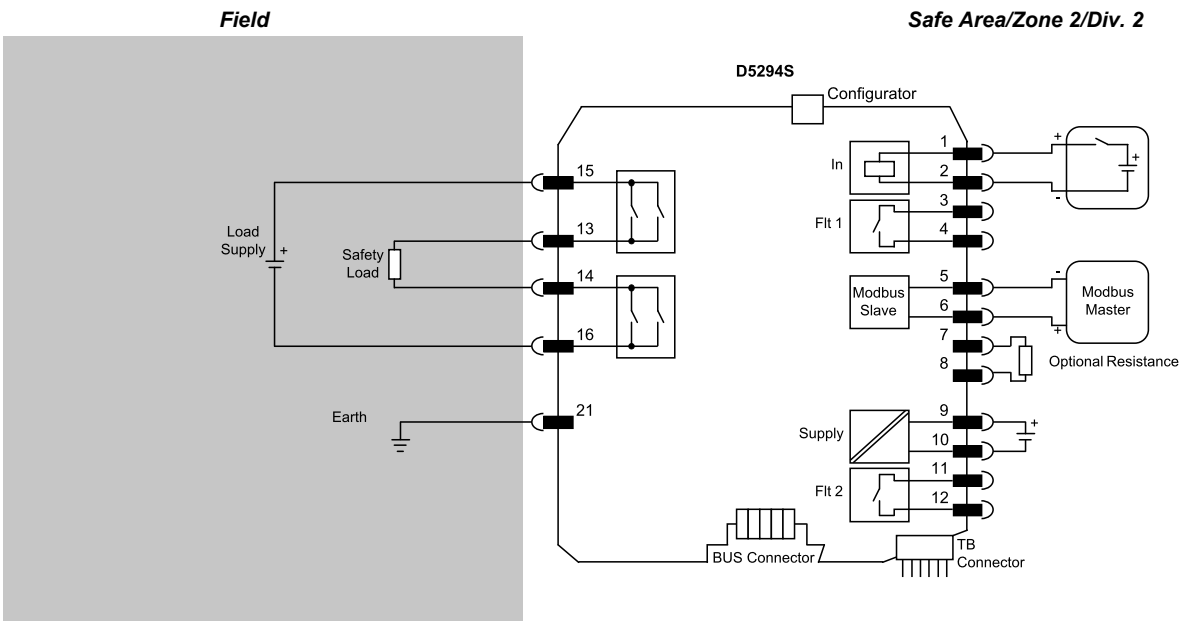 Field
Safe Area/Zone 2/Div. 2
D5294S
Configurator
1
+
In
2
+
-
15
3
Flt 1
4
13
Load
Supply
+
Safety
Load
14
5
-
Modbus
Slave
6
Modbus
Master
+
16
7
8
Optional Resistance
21
Earth
9
+
Supply
10
11
Flt 2
12
BUS Connector
TB
Connector